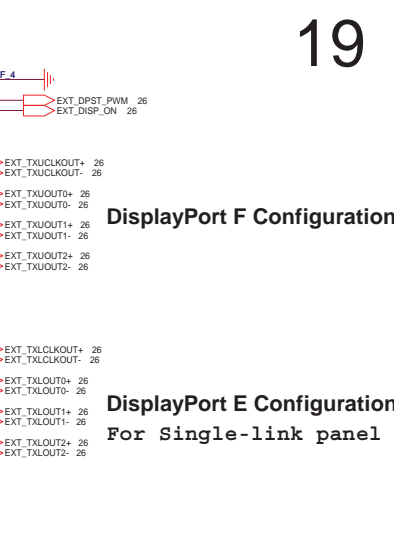 19
F_4
EXT_DPST_PWM 26
EXT_DISP_ON 26
EXT_TXUCLKOUT+ 26
EXT_TXUCLKOUT- 26
EXT_TXUOUT0+ 26
EXT_TXUOUT0- 26
DisplayPort F Configuration
EXT_TXUOUT1+ 26
EXT_TXUOUT1- 26
EXT_TXUOUT2+ 26
EXT_TXUOUT2- 26
EXT_TXLCLKOUT+ 26
EXT_TXLCLKOUT- 26
EXT_TXLOUT0+ 26
EXT_TXLOUT0- 26
DisplayPort E Configuration
EXT_TXLOUT1+ 26
EXT_TXLOUT1- 26
For Single-link panel
EXT_TXLOUT2+ 26
EXT_TXLOUT2- 26